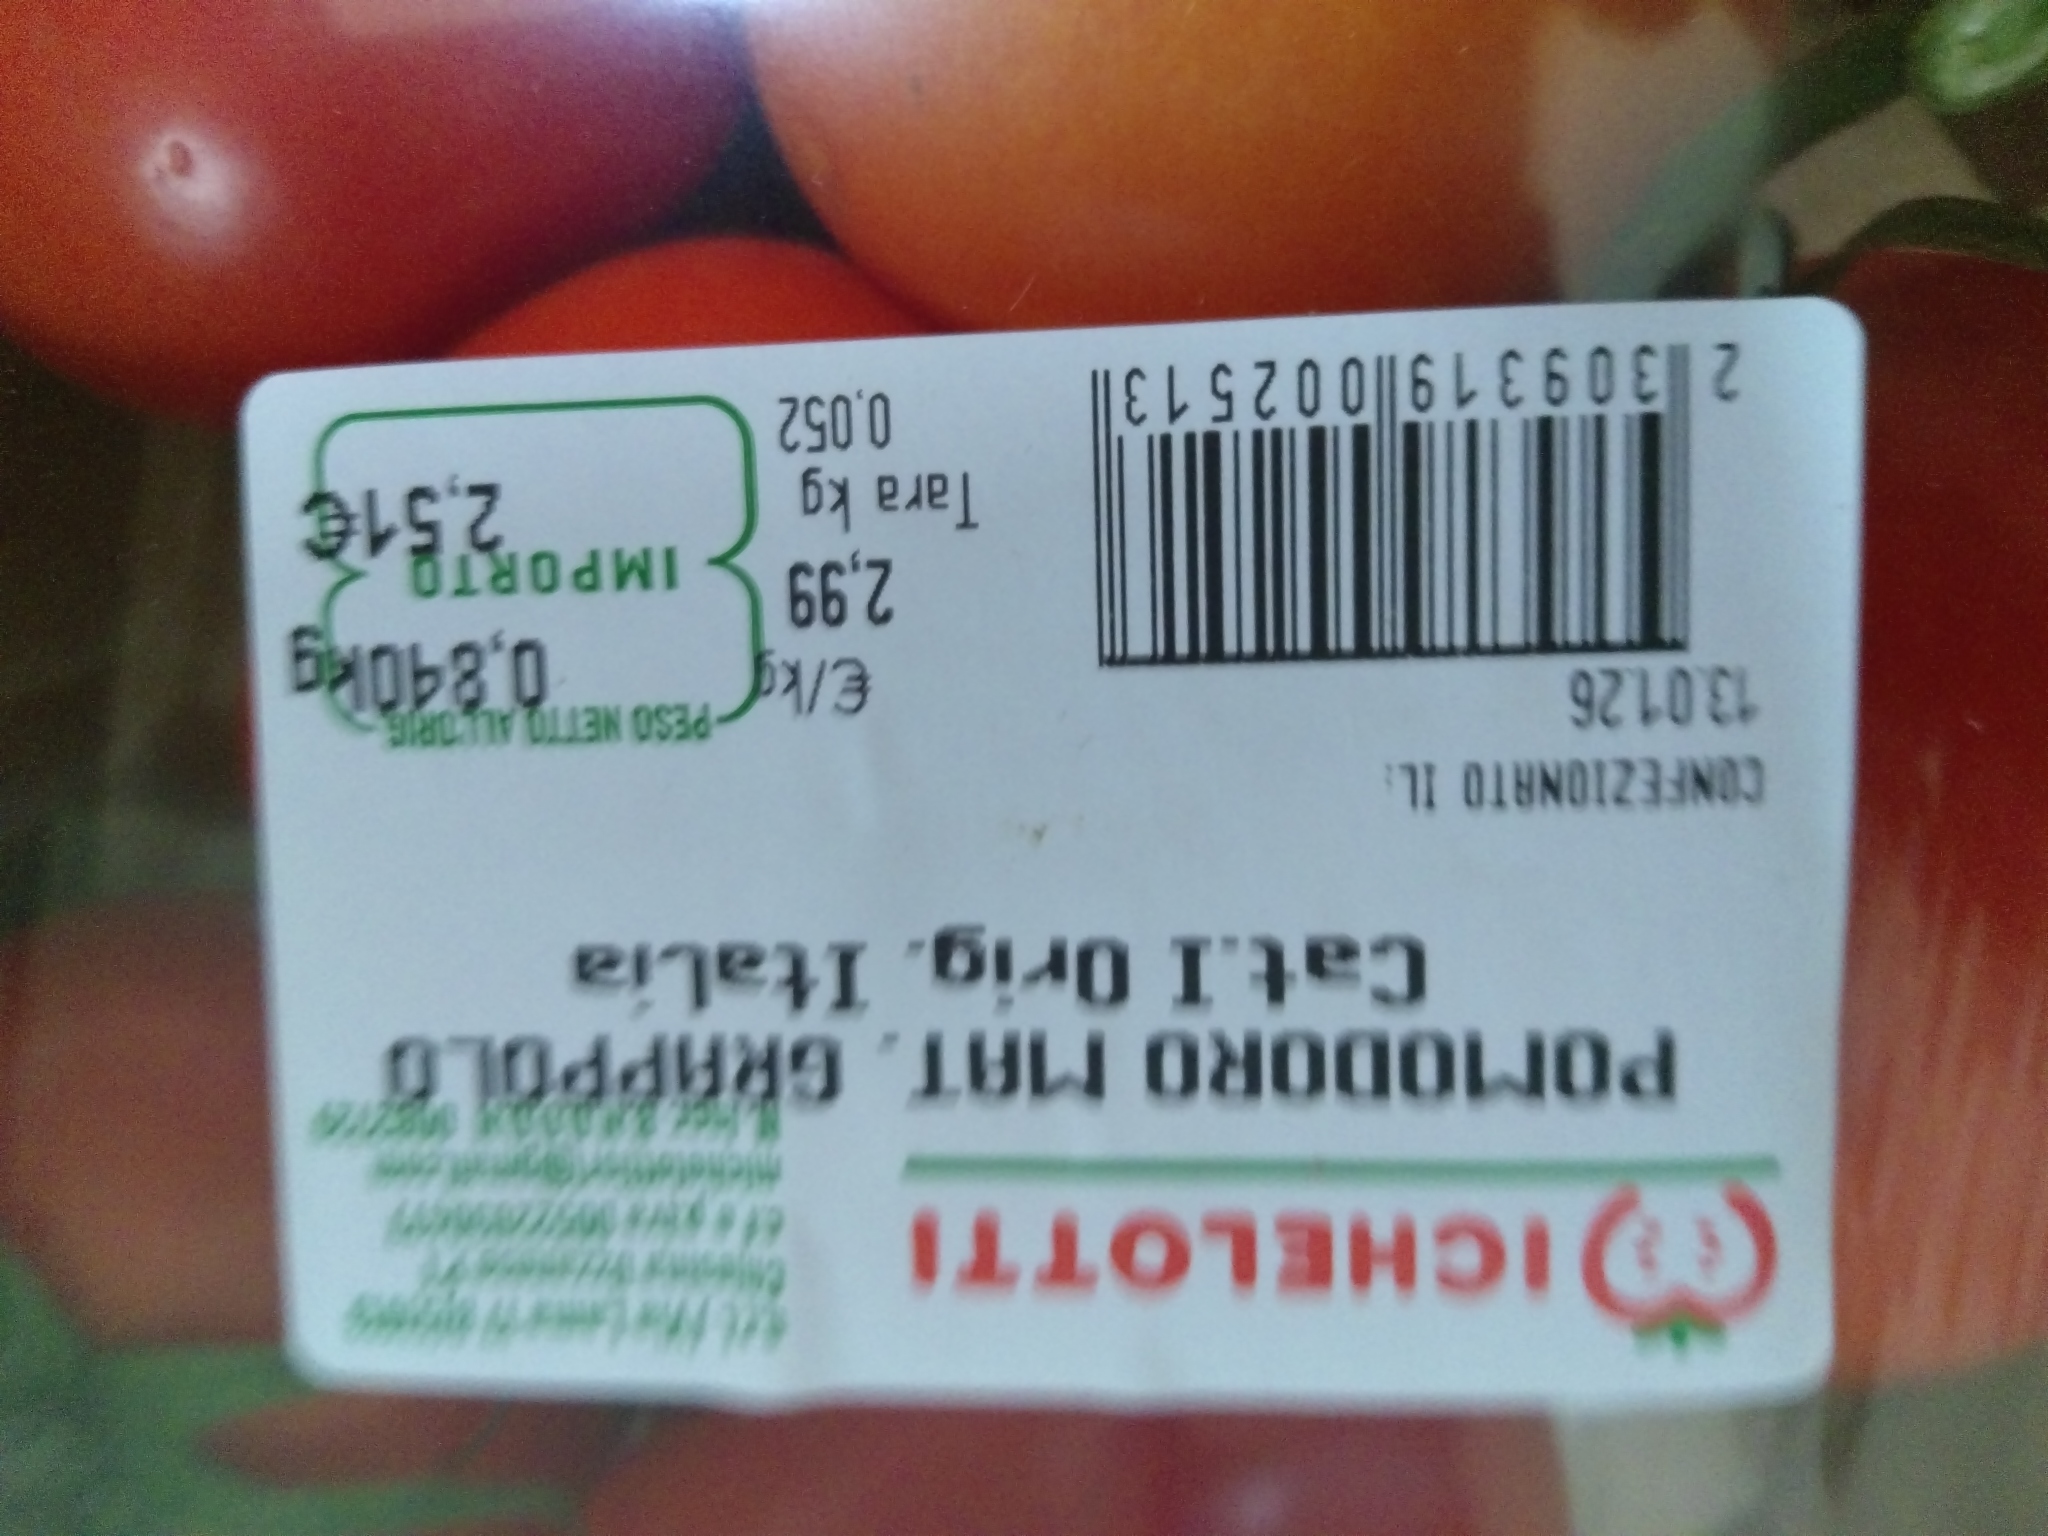 MICHELOTTI
POMODORO MAT. GRAPPOLO
Cat.I Orig. Italia
CONFEZIONATO IL:
13.01.26
2 309319 002513
€/kg
2,99
Tara kg
0,052
PESO NETTO ALL'ORIG.
0,840kg
IMPORTO
2,51€